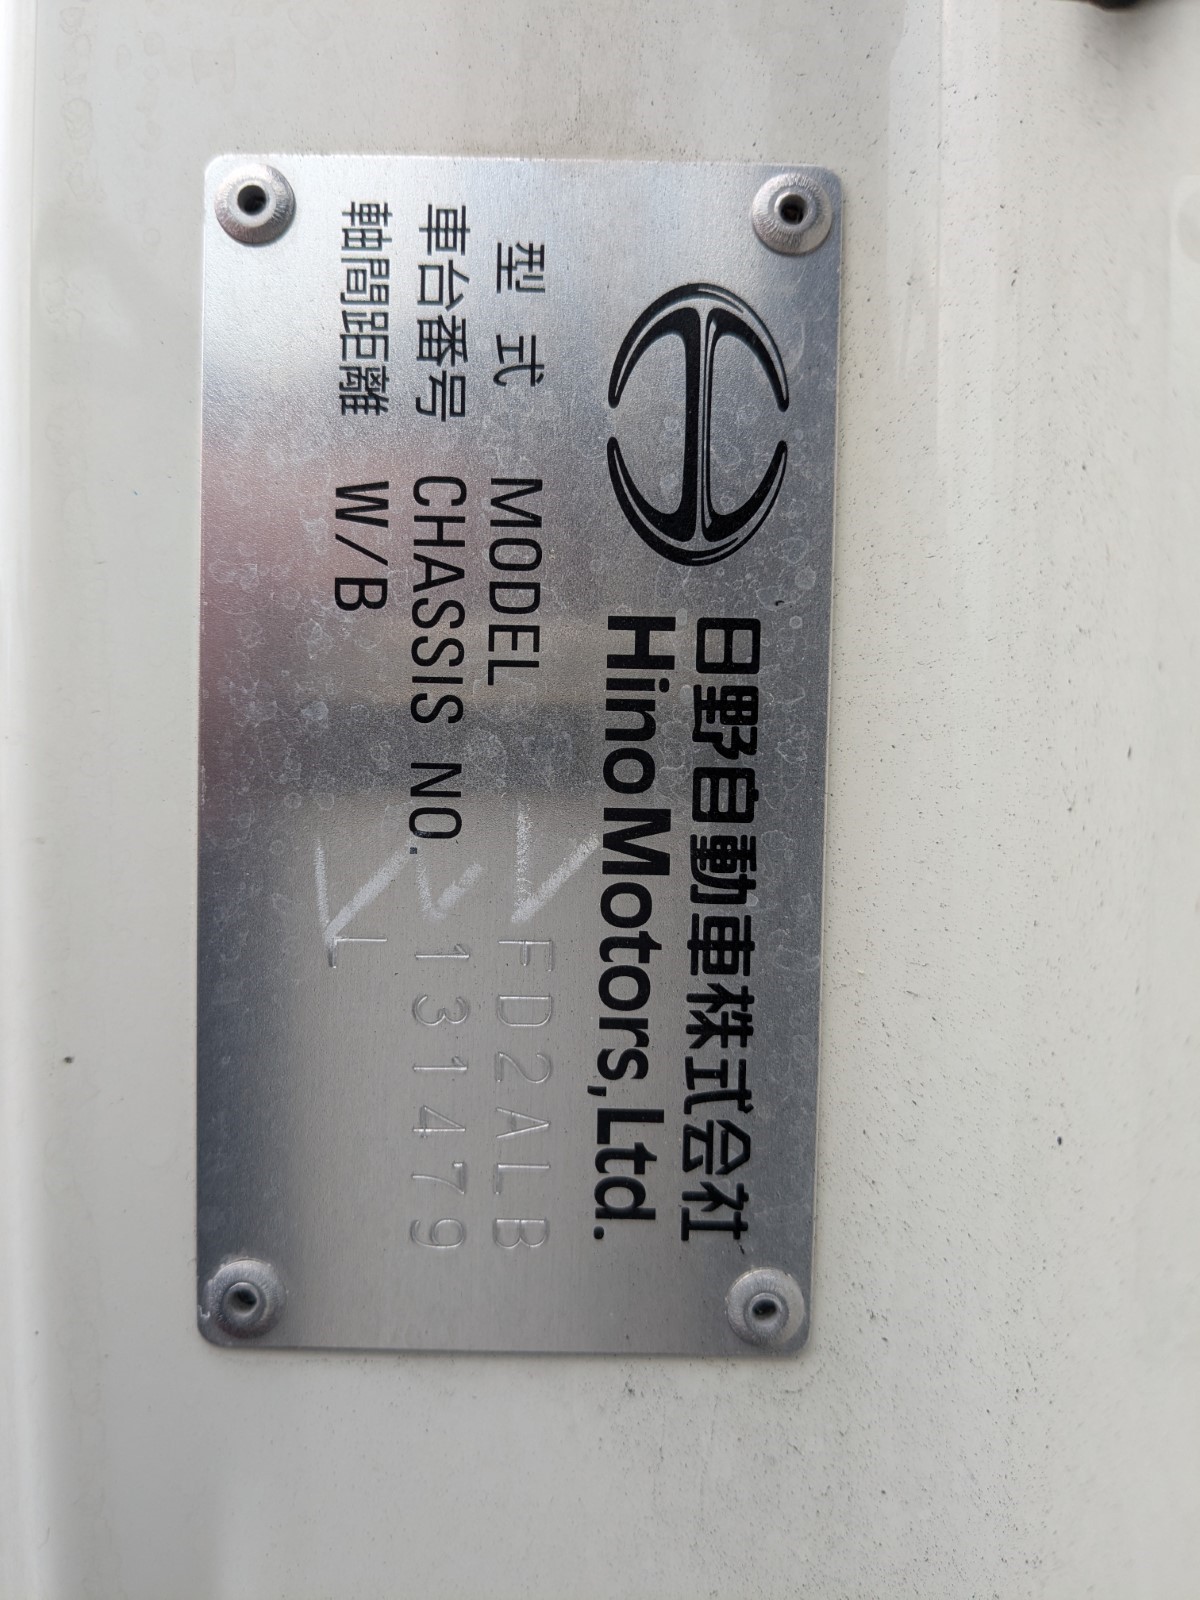 日野自動車株式会社
Hino Motors, Ltd.
型式 MODEL FD2ALB
車台番号 CHASSIS NO. 131479
軸間距離 W/B L